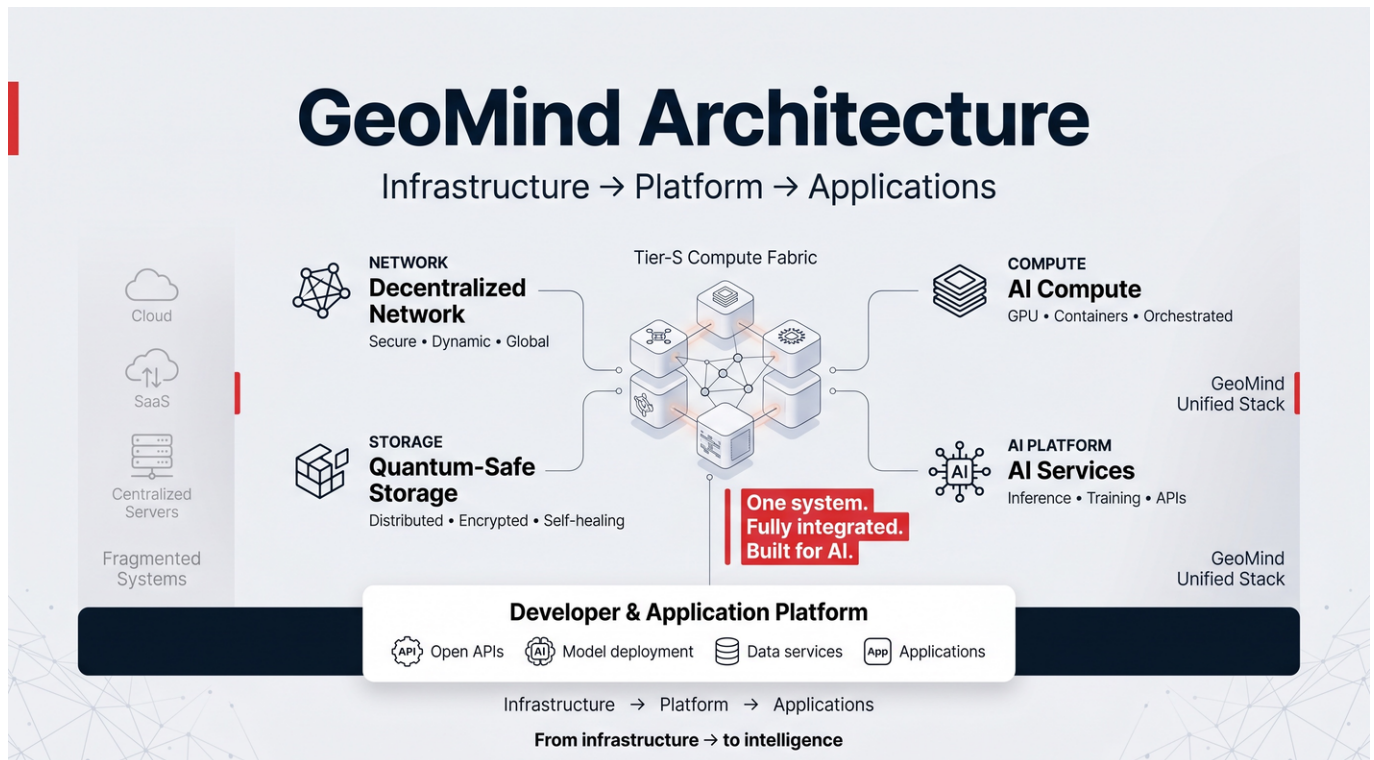 GeoMind Architecture
Infrastructure → Platform → Applications
Cloud
SaaS
Centralized
Servers
Fragmented
Systems
NETWORK
Decentralized
Network
Secure • Dynamic • Global
STORAGE
Quantum-Safe
Storage
Distributed • Encrypted • Self-healing
Tier-S Compute Fabric
One system.
Fully integrated.
Built for AI.
COMPUTE
AI Compute
GPU • Containers • Orchestrated
GeoMind
Unified Stack
AI PLATFORM
AI
AI Services
Inference • Training • APIs
GeoMind
Unified Stack
Developer & Application Platform
API Open APIs
AI Model deployment
Data services
App Applications
Infrastructure → Platform → Applications
From infrastructure → to intelligence